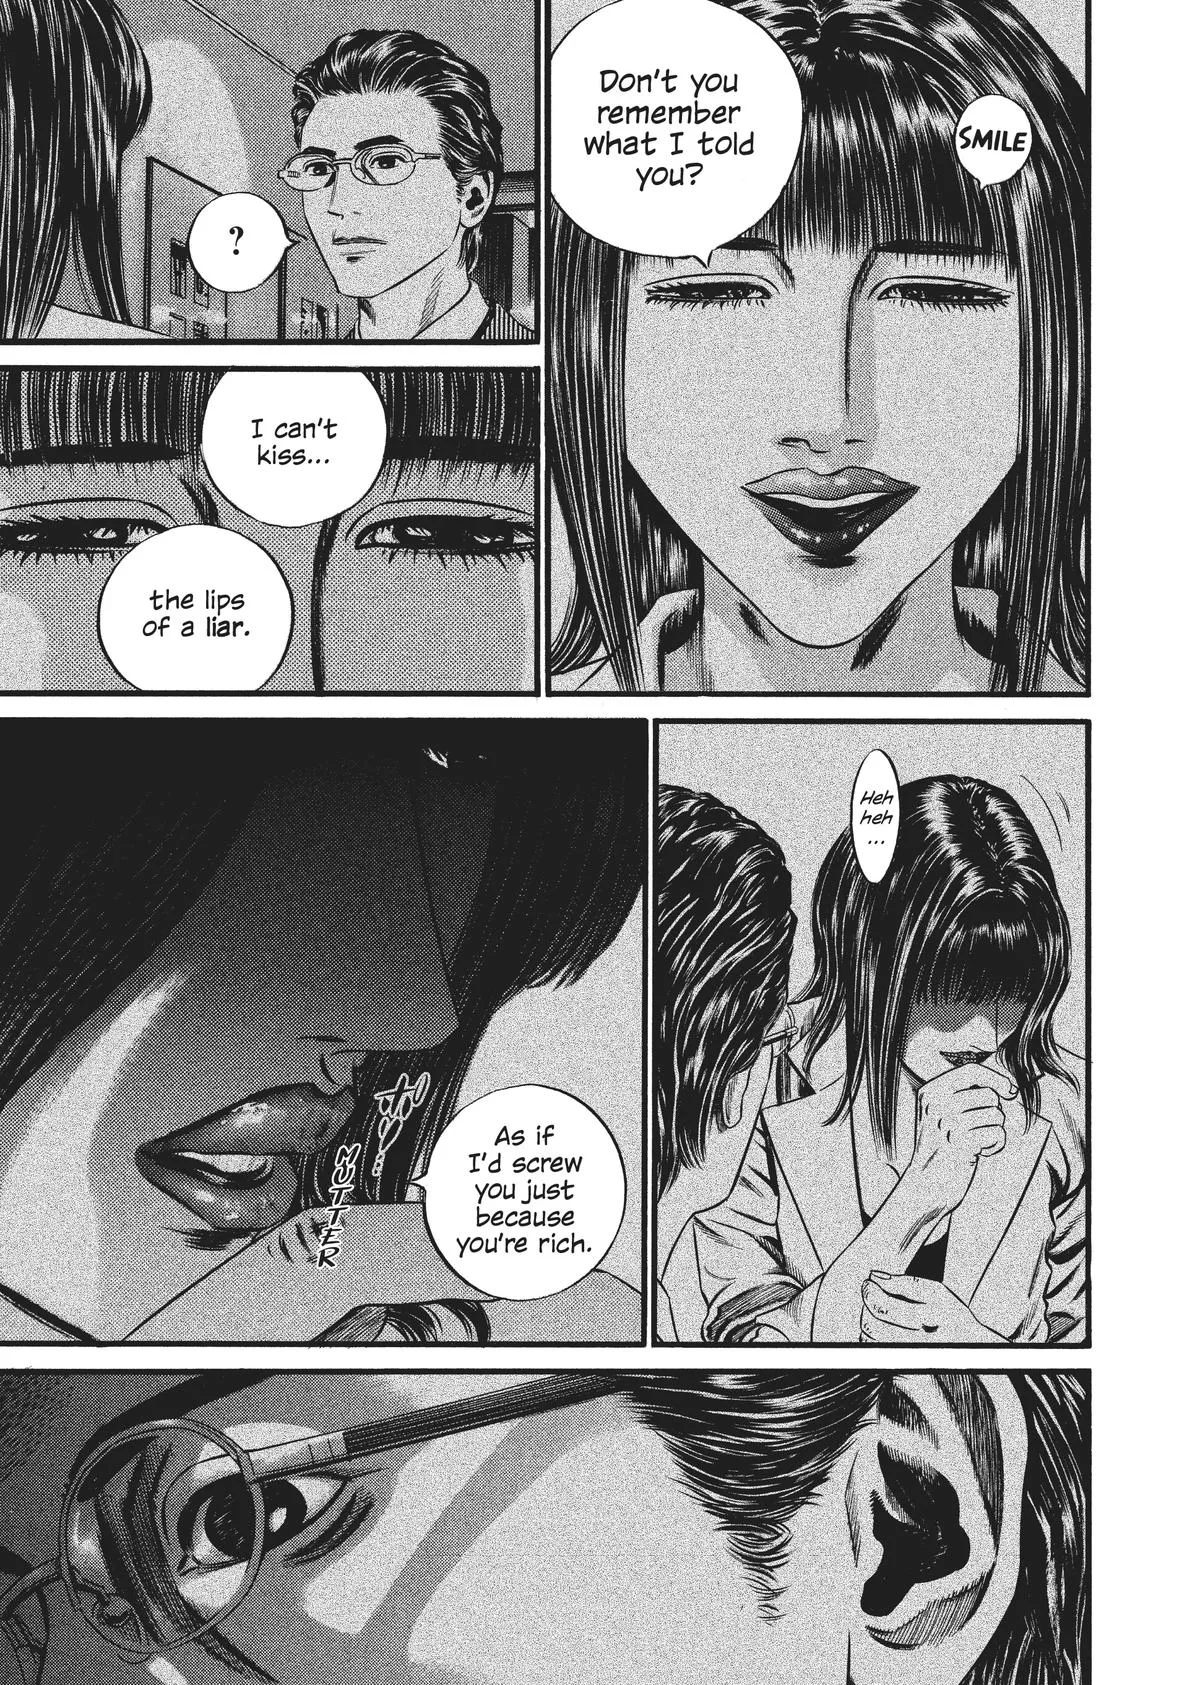 Don't you
remember
what I told
you?
SMILE
?
I can't
kiss...
the lips
of a liar.
Heh
heh
...
As if
I'd screw
you just
because
you're rich.
MUTTER